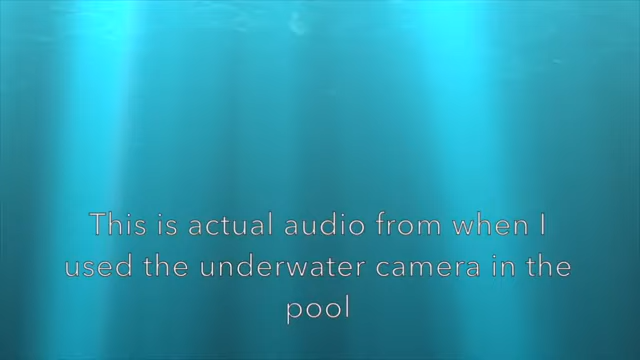 This is actual audio from when I
used the underwater camera in the
pool